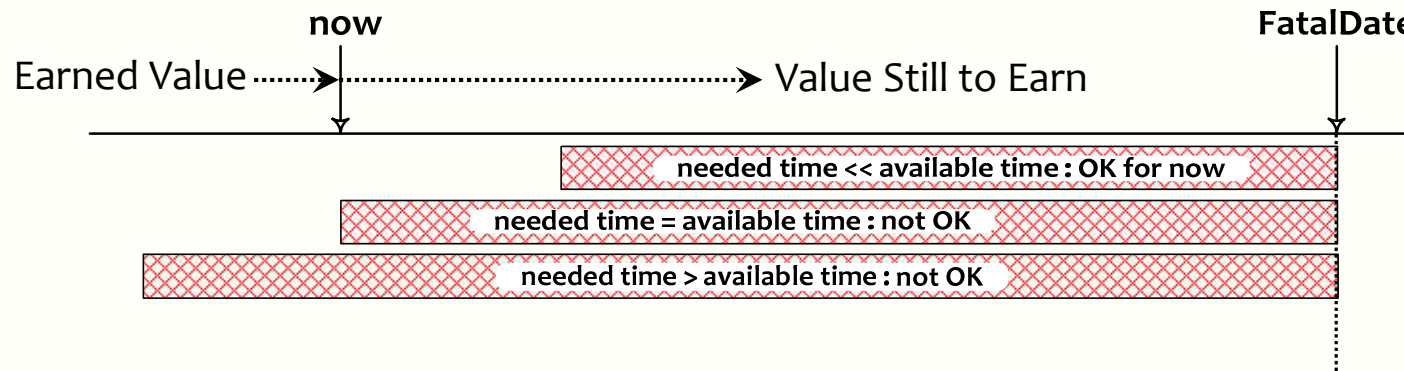 now
FatalDate
Earned Value
Value Still to Earn
needed time << available time : OK for now
needed time = available time : not OK
needed time > available time : not OK